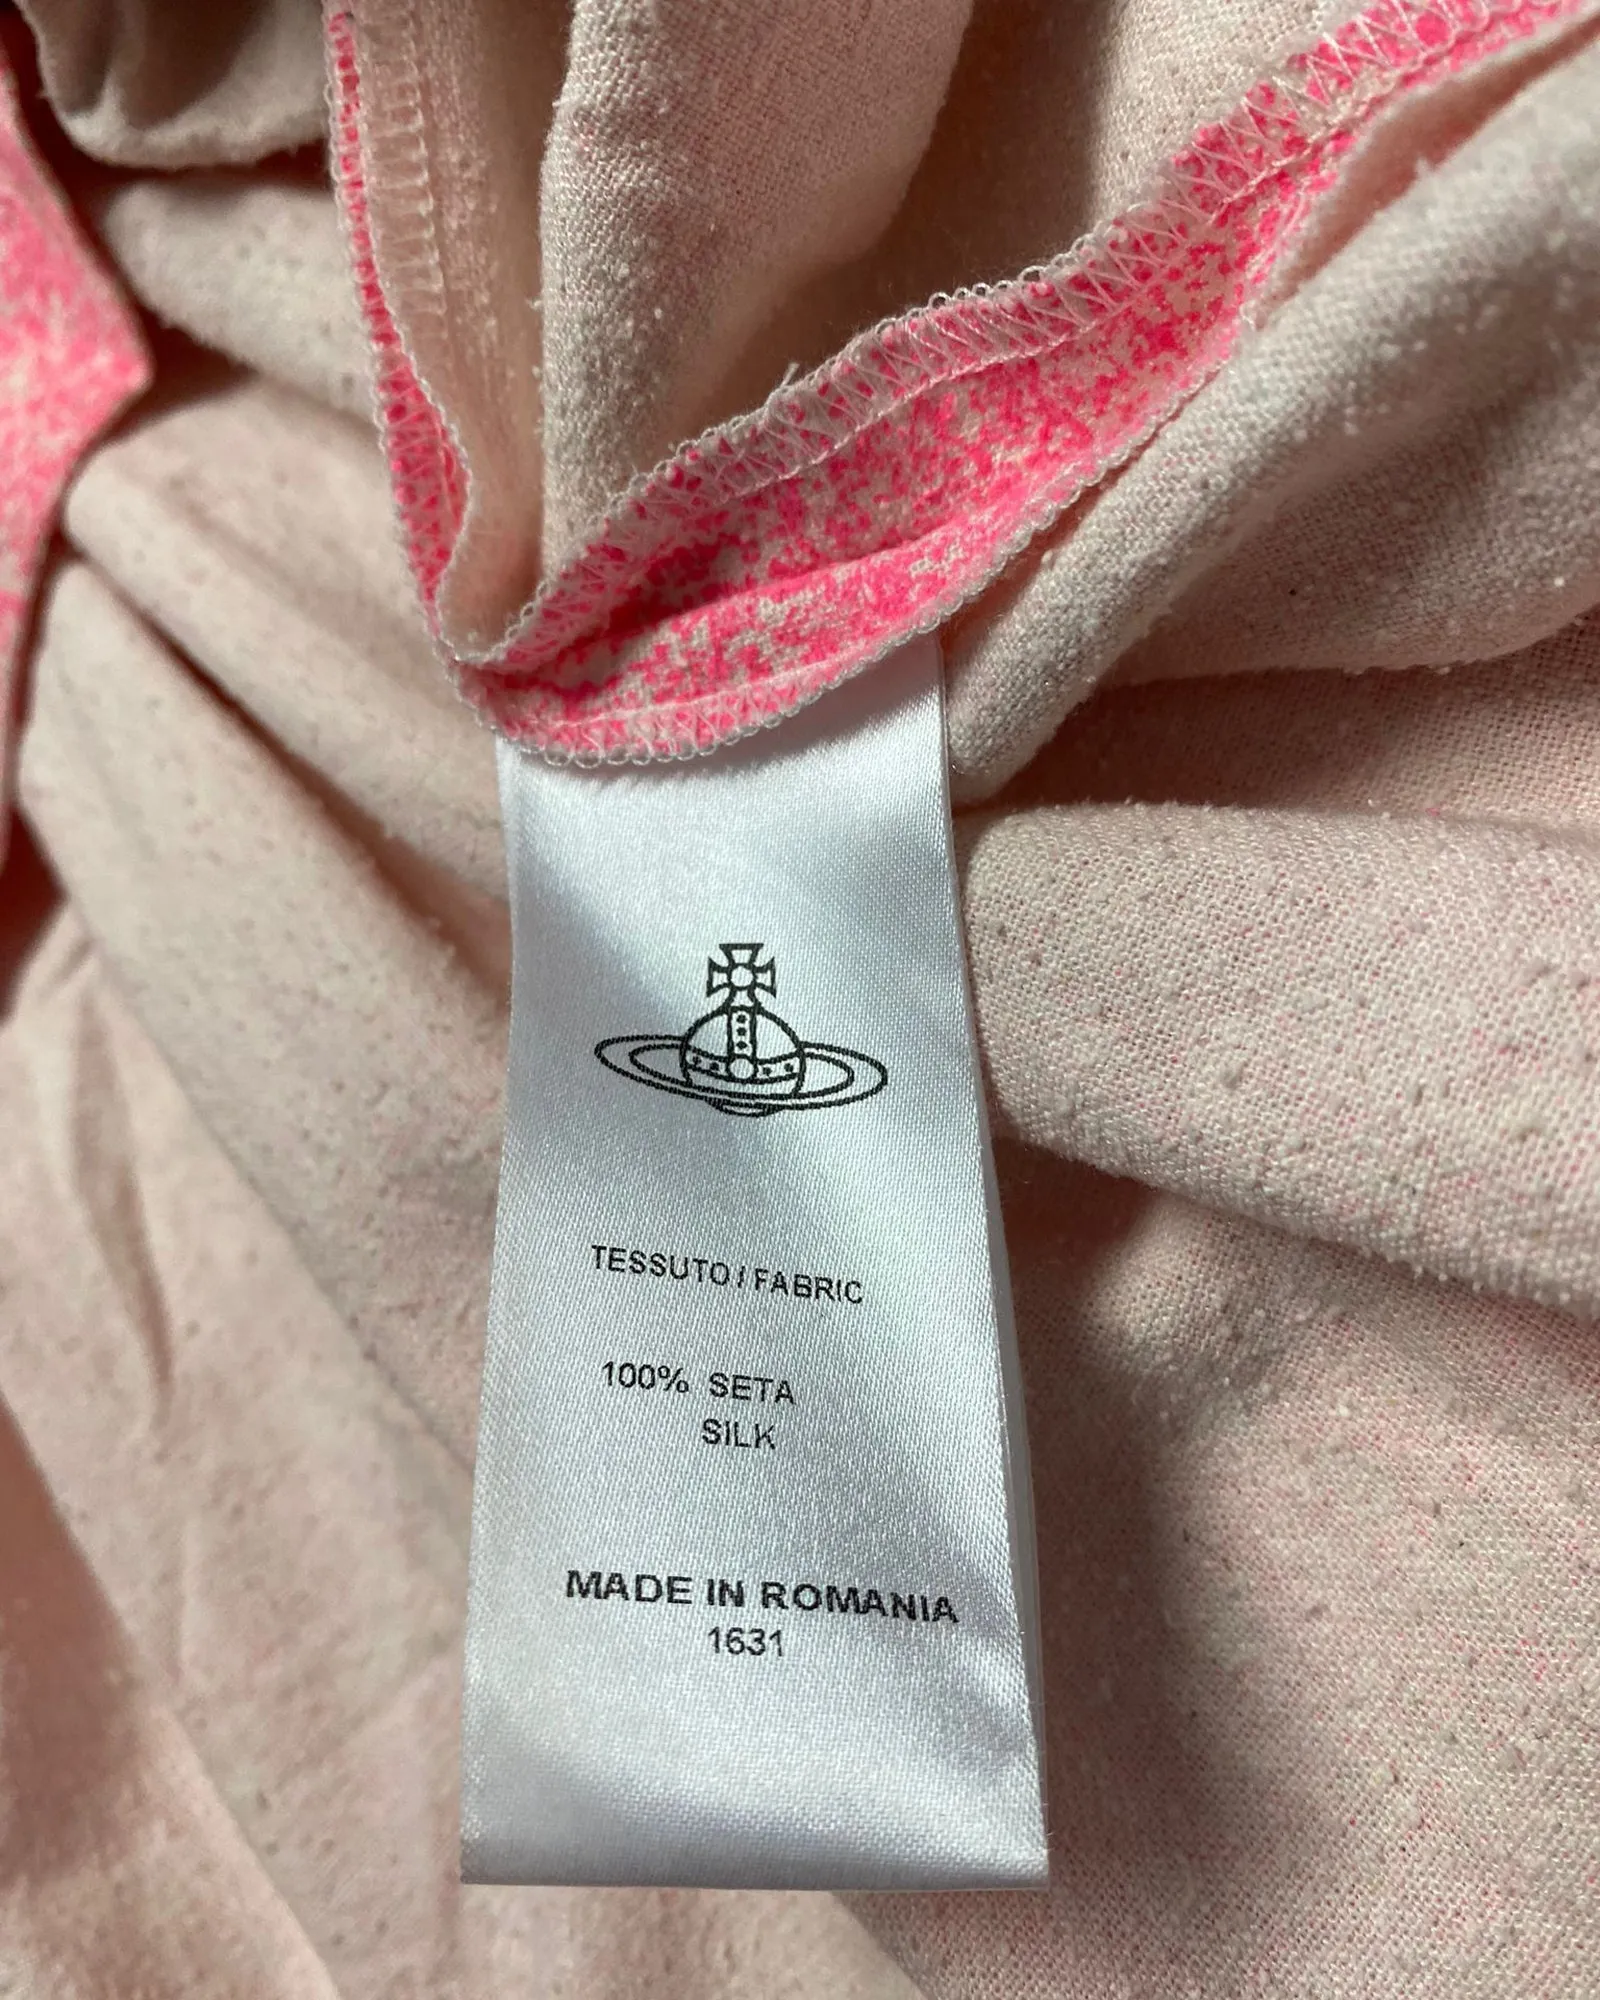 TESSUTO / FABRIC
100% SETA
SILK
MADE IN ROMANIA
1631